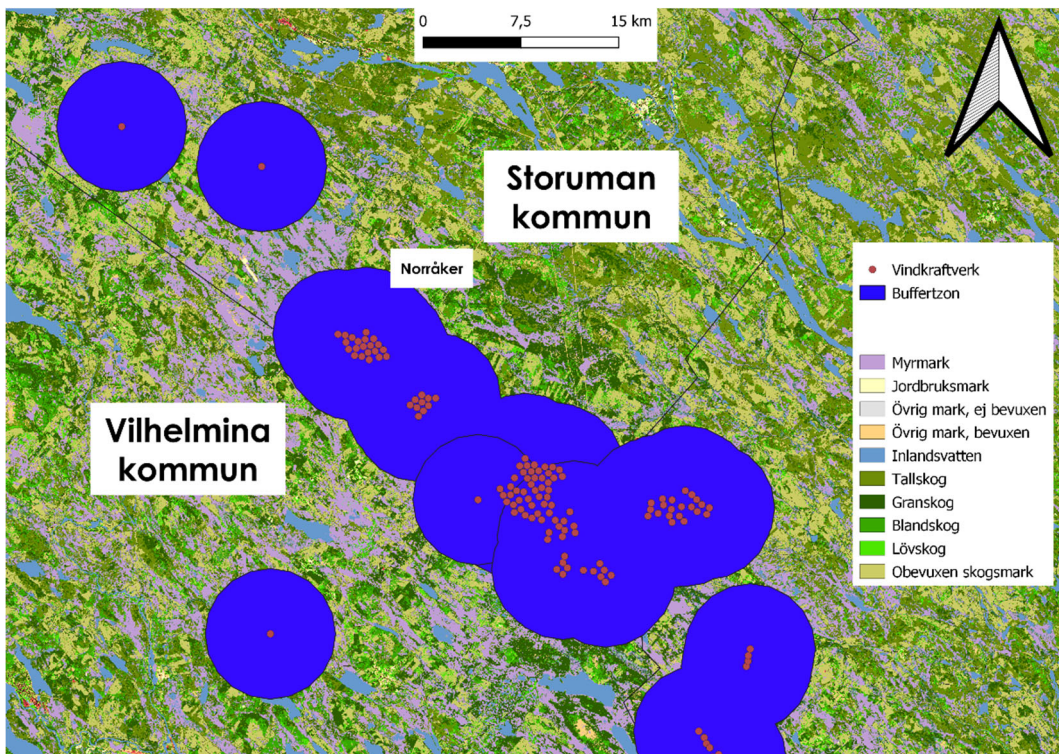 0 7,5 15 km
Storuman
kommun
Norråker
Vilhelmina
kommun
Vindkraftverk
Buffertzon
Myrmark
Jordbruksmark
Övrig mark, ej bevuxen
Övrig mark, bevuxen
Inlandsvatten
Tallskog
Granskog
Blandskog
Lövskog
Obevuxen skogsmark